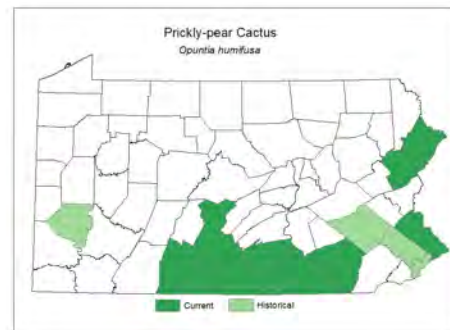 Prickly-pear Cactus
Opuntia humifusa
Current
Historical